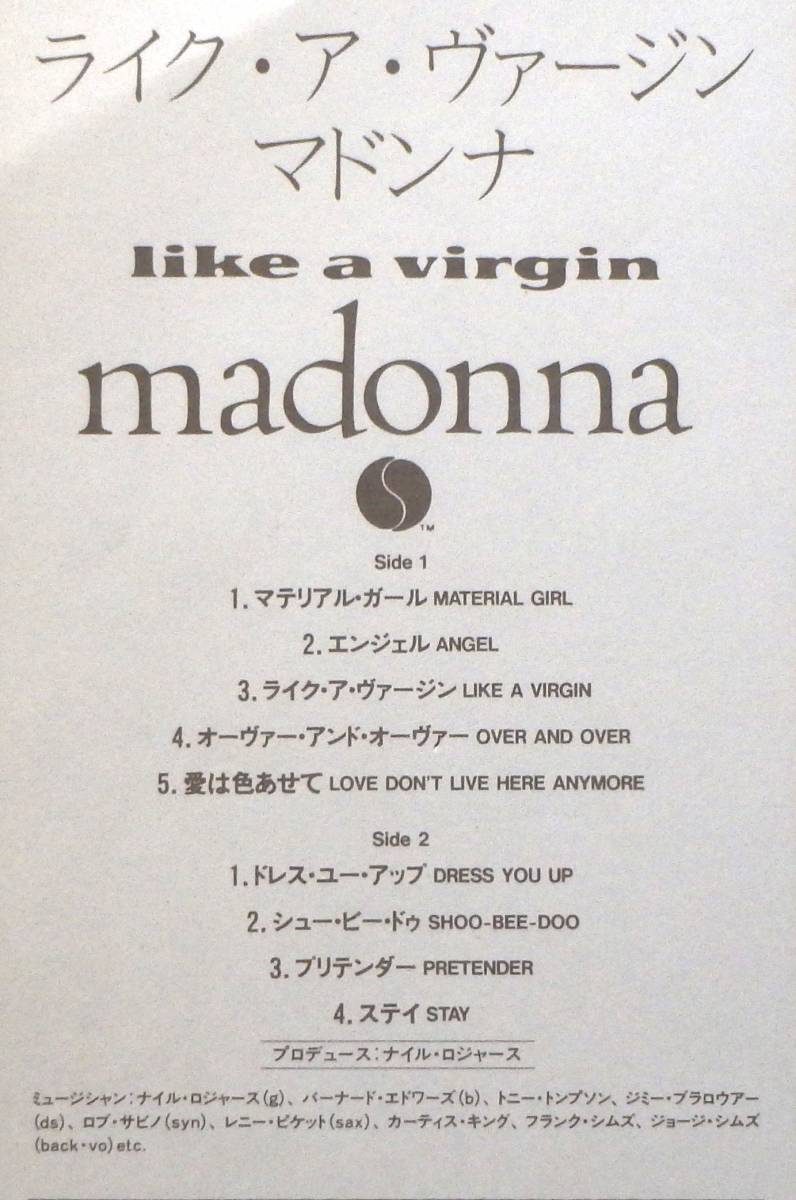 ライク・ア・ヴァージン
マドンナ
like a virgin
madonna
TM
Side 1
1.マテリアル・ガール MATERIAL GIRL
2.エンジェル ANGEL
3.ライク・ア・ヴァージン LIKE A VIRGIN
4.オーヴァー・アンド・オーヴァー OVER AND OVER
5.愛は色あせて LOVE DON'T LIVE HERE ANYMORE
Side 2
1.ドレス・ユー・アップ DRESS YOU UP
2.シュー・ビー・ドゥ SHOO-BEE-DOO
3.プリテンダー PRETENDER
4.ステイ STAY
プロデュース:ナイル・ロジャース
ミュージシャン:ナイル・ロジャース(g)、バーナード・エドワーズ(b)、トニー・トンプソン、ジミー・ブラロウアー
(ds)、ロブ・サビノ(syn)、レニー・ピケット(sax)、カーティス・キング、フランク・シムズ、ジョージ・シムズ
(back・vo)etc.